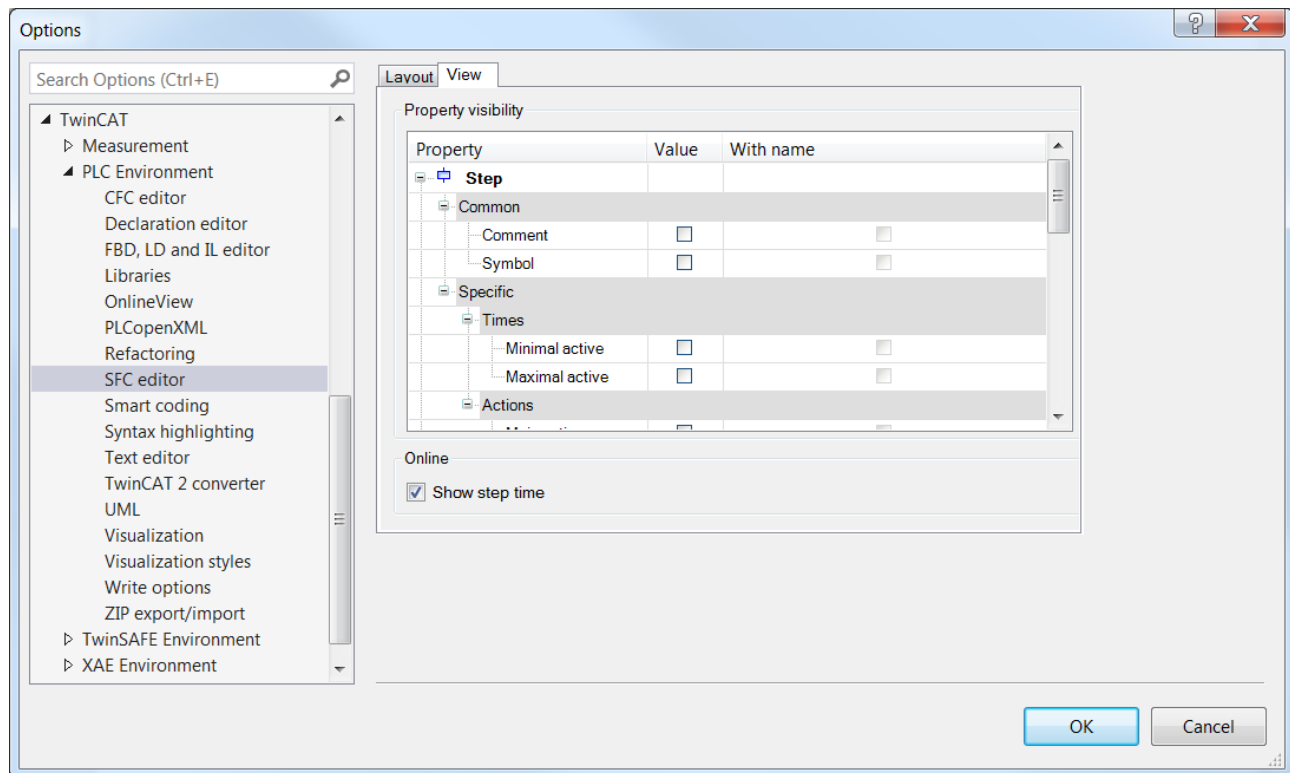 Options
Search Options (Ctrl+E)
TwinCAT
Measurement
PLC Environment
CFC editor
Declaration editor
FBD, LD and IL editor
Libraries
OnlineView
PLCopenXML
Refactoring
SFC editor
Smart coding
Syntax highlighting
Text editor
TwinCAT 2 converter
UML
Visualization
Visualization styles
Write options
ZIP export/import
TwinSAFE Environment
XAE Environment
Layout View
Property visibility
Property Value With name
Step
Common
Comment
Symbol
Specific
Times
Minimal active
Maximal active
Actions
Online
Show step time
OK Cancel